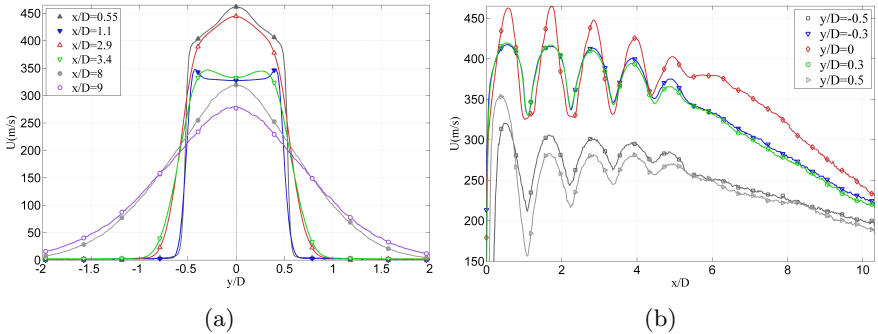 x/D=0.55
x/D=1.1
x/D=2.9
x/D=3.4
x/D=8
x/D=9
450
400
350
300
250
200
150
100
50
0
U(m/s)
-2 -1.5 -1 -0.5 0 0.5 1 1.5 2
y/D
(a)
y/D=-0.5
y/D=-0.3
y/D=0
y/D=0.3
y/D=0.5
450
400
350
300
250
200
150
U(m/s)
0 2 4 6 8 10
x/D
(b)